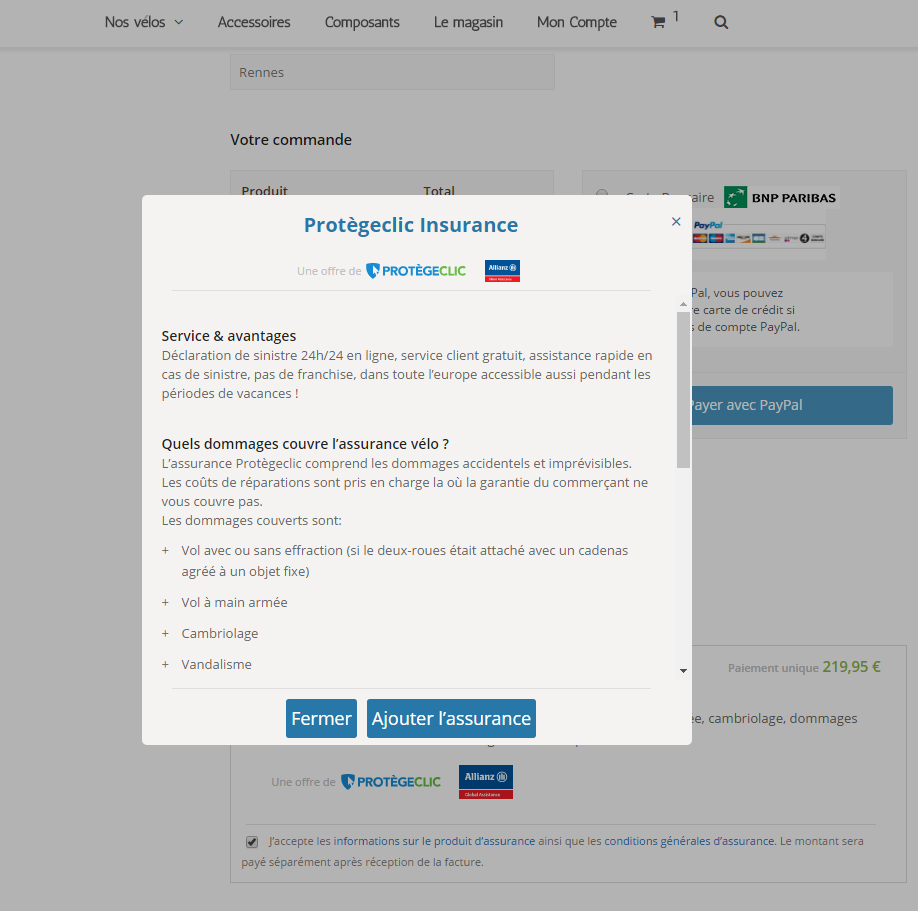 Nos vélos
Accessoires
Composants
Le magasin
Mon Compte
1
Rennes
Votre commande
Produit
Total
BNP PARIBAS
PayPal
Protègeclic Insurance
×
Une offre de PROTÈGECLIC Allianz
Pal, vous pouvez
carte de crédit si
de compte PayPal.
Service & avantages
Déclaration de sinistre 24h/24 en ligne, service client gratuit, assistance rapide en
cas de sinistre, pas de franchise, dans toute l’europe accessible aussi pendant les
périodes de vacances !
Payer avec PayPal
Quels dommages couvre l’assurance vélo ?
L’assurance Protègeclic comprend les dommages accidentels et imprévisibles.
Les coûts de réparations sont pris en charge la où la garantie du commerçant ne
vous couvre pas.
Les dommages couverts sont:
+ Vol avec ou sans effraction (si le deux-roues était attaché avec un cadenas
agréé à un objet fixe)
+ Vol à main armée
+ Cambriolage
+ Vandalisme
Paiement unique 219,95 €
Fermer
Ajouter l’assurance
cambriolage, dommages
Une offre de PROTÈGECLIC Allianz
Global Assistance
J’accepte les informations sur le produit d’assurance ainsi que les conditions générales d’assurance. Le montant sera
payé séparément après réception de la facture.